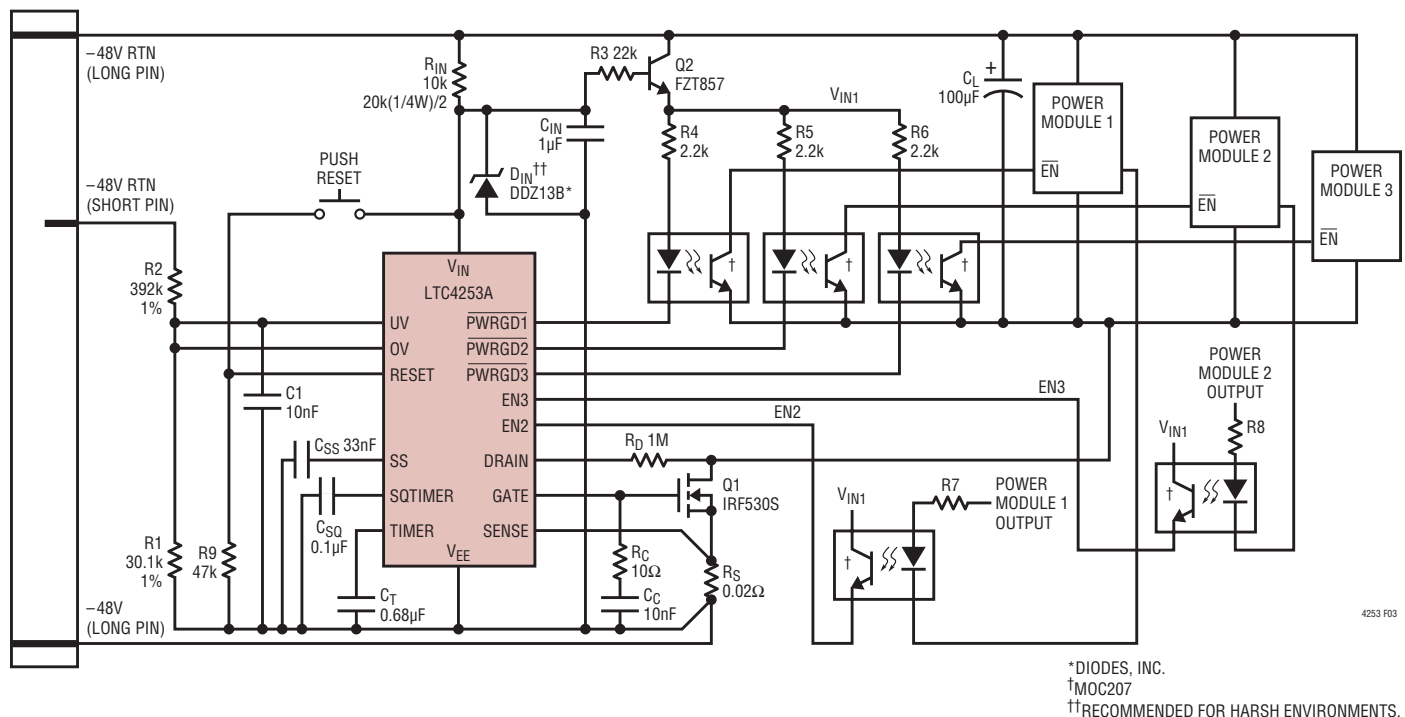 −48V RTN
(LONG PIN)
RIN
10k
20k(1/4W)/2
R3 22k
Q2
FZT857
CIN
1µF
DIN††
DDZ13B*
PUSH
RESET
−48V RTN
(SHORT PIN)
R2
392k
1%
R4
2.2k
R5
2.2k
R6
2.2k
VIN1
CL
100µF
+
POWER
MODULE 1
EN
POWER
MODULE 2
EN
POWER
MODULE 3
EN
†
†
†
VIN
LTC4253A
UV
OV
RESET
SS
SQTIMER
TIMER
VEE
PWRGD1
PWRGD2
PWRGD3
EN3
EN2
DRAIN
GATE
SENSE
C1
10nF
CSS 33nF
CSQ
0.1µF
CT
0.68µF
R1
30.1k
1%
R9
47k
−48V
(LONG PIN)
RD 1M
Q1
IRF530S
RC
10Ω
CC
10nF
RS
0.02Ω
EN3
EN2
VIN1
†
R7
POWER
MODULE 1
OUTPUT
POWER
MODULE 2
OUTPUT
VIN1
†
R8
4253 F03
*DIODES, INC.
†MOC207
††RECOMMENDED FOR HARSH ENVIRONMENTS.